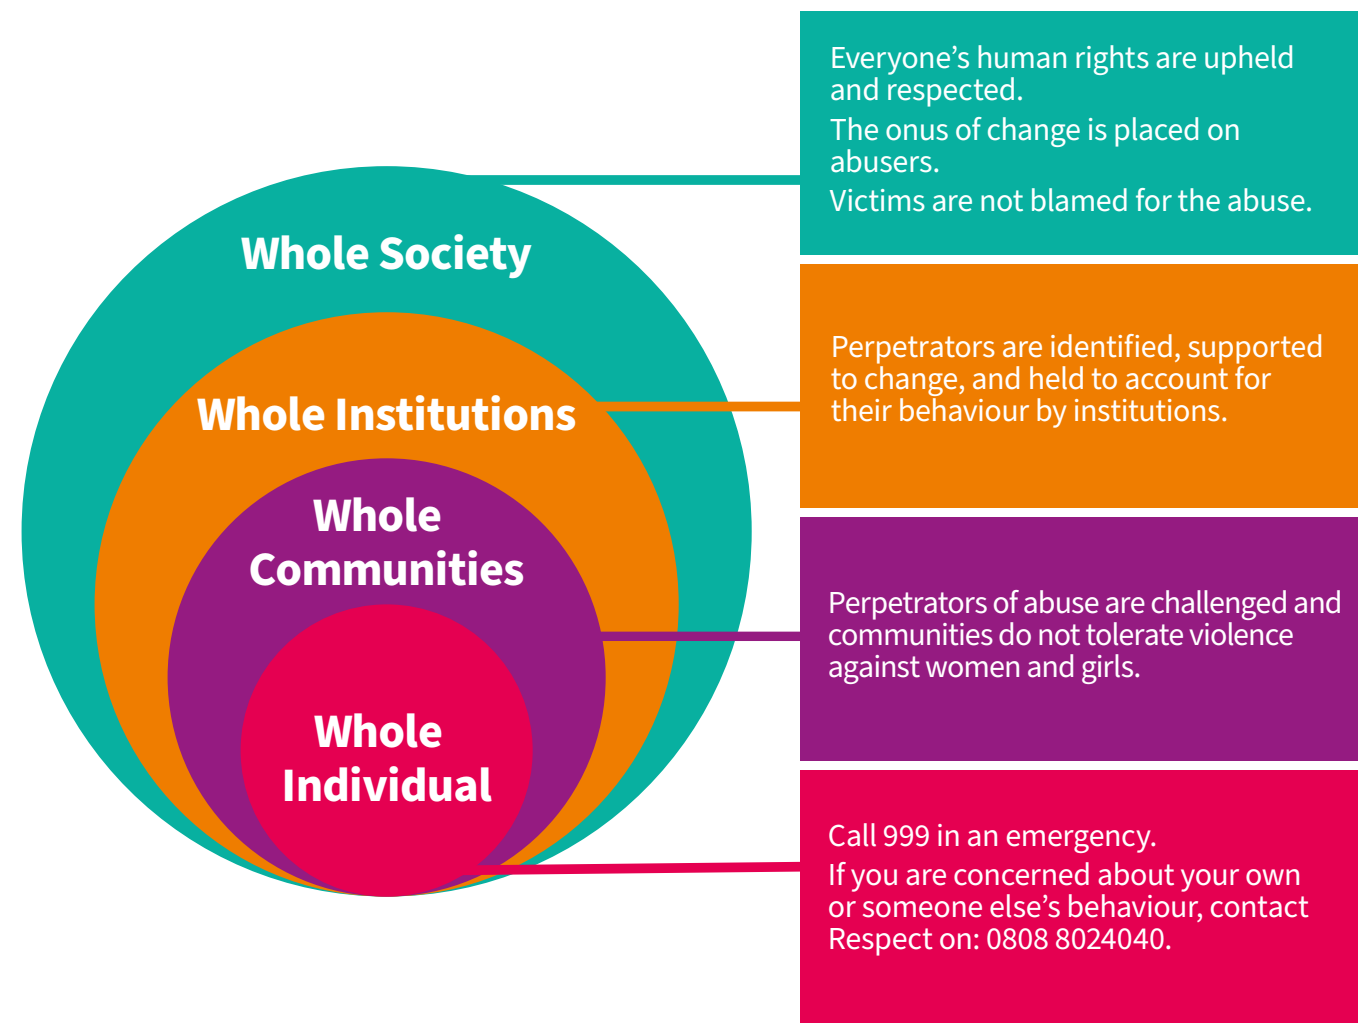 Everyone’s human rights are upheld
and respected.
The onus of change is placed on
abusers.
Victims are not blamed for the abuse.
Whole Society
Perpetrators are identified, supported
to change, and held to account for
their behaviour by institutions.
Whole Institutions
Whole
Communities
Perpetrators of abuse are challenged and
communities do not tolerate violence
against women and girls.
Whole
Individual
Call 999 in an emergency.
If you are concerned about your own
or someone else’s behaviour, contact
Respect on: 0808 8024040.